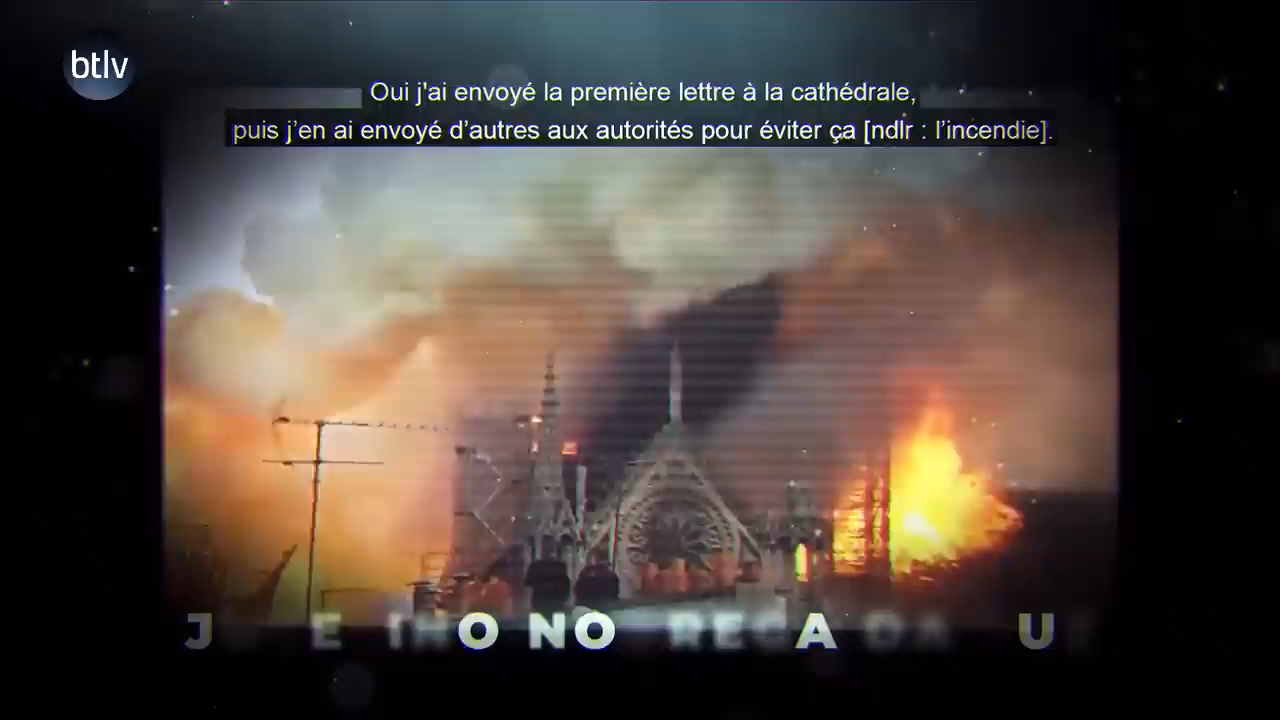 btlv
Oui j'ai envoyé la première lettre à la cathédrale,
puis j’en ai envoyé d’autres aux autorités pour éviter ça [ndlr : l’incendie].